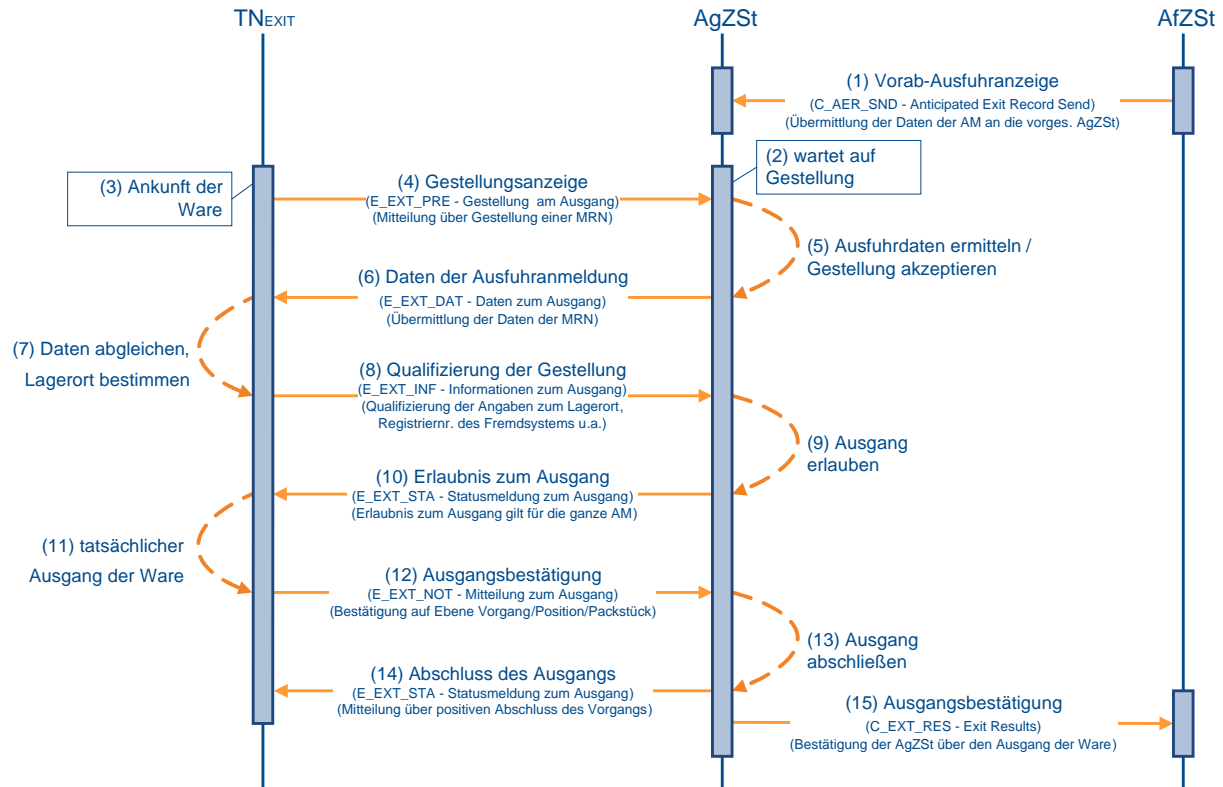 TNEXIT
AgZSt
AfZSt
(1) Vorab-Ausfuhranzeige
(C_AER_SND - Anticipated Exit Record Send)
(Übermittlung der Daten der AM an die vorges. AgZSt)
(2) wartet auf
Gestellung
(3) Ankunft der
Ware
(4) Gestellungsanzeige
(E_EXT_PRE - Gestellung am Ausgang)
(Mitteilung über Gestellung einer MRN)
(5) Ausfuhrdaten ermitteln /
Gestellung akzeptieren
(6) Daten der Ausfuhranmeldung
(E_EXT_DAT - Daten zum Ausgang)
(Übermittlung der Daten der MRN)
(7) Daten abgleichen,
Lagerort bestimmen
(8) Qualifizierung der Gestellung
(E_EXT_INF - Informationen zum Ausgang)
(Qualifizierung der Angaben zum Lagerort,
Registriernr. des Fremdsystems u.a.)
(9) Ausgang
erlauben
(10) Erlaubnis zum Ausgang
(E_EXT_STA - Statusmeldung zum Ausgang)
(Erlaubnis zum Ausgang gilt für die ganze AM)
(11) tatsächlicher
Ausgang der Ware
(12) Ausgangsbestätigung
(E_EXT_NOT - Mitteilung zum Ausgang)
(Bestätigung auf Ebene Vorgang/Position/Packstück)
(13) Ausgang
abschließen
(14) Abschluss des Ausgangs
(E_EXT_STA - Statusmeldung zum Ausgang)
(Mitteilung über positiven Abschluss des Vorgangs)
(15) Ausgangsbestätigung
(C_EXT_RES - Exit Results)
(Bestätigung der AgZSt über den Ausgang der Ware)